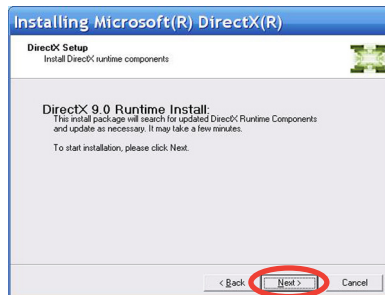 Installing Microsoft(R) DirectX(R)
DirectX Setup
Install DirectX runtime components
DirectX 9.0 Runtime Install:
This install package will search for updated DirectX Runtime Components
and update as necessary. It may take a few minutes.
To start installation, please click Next.
< Back Next > Cancel